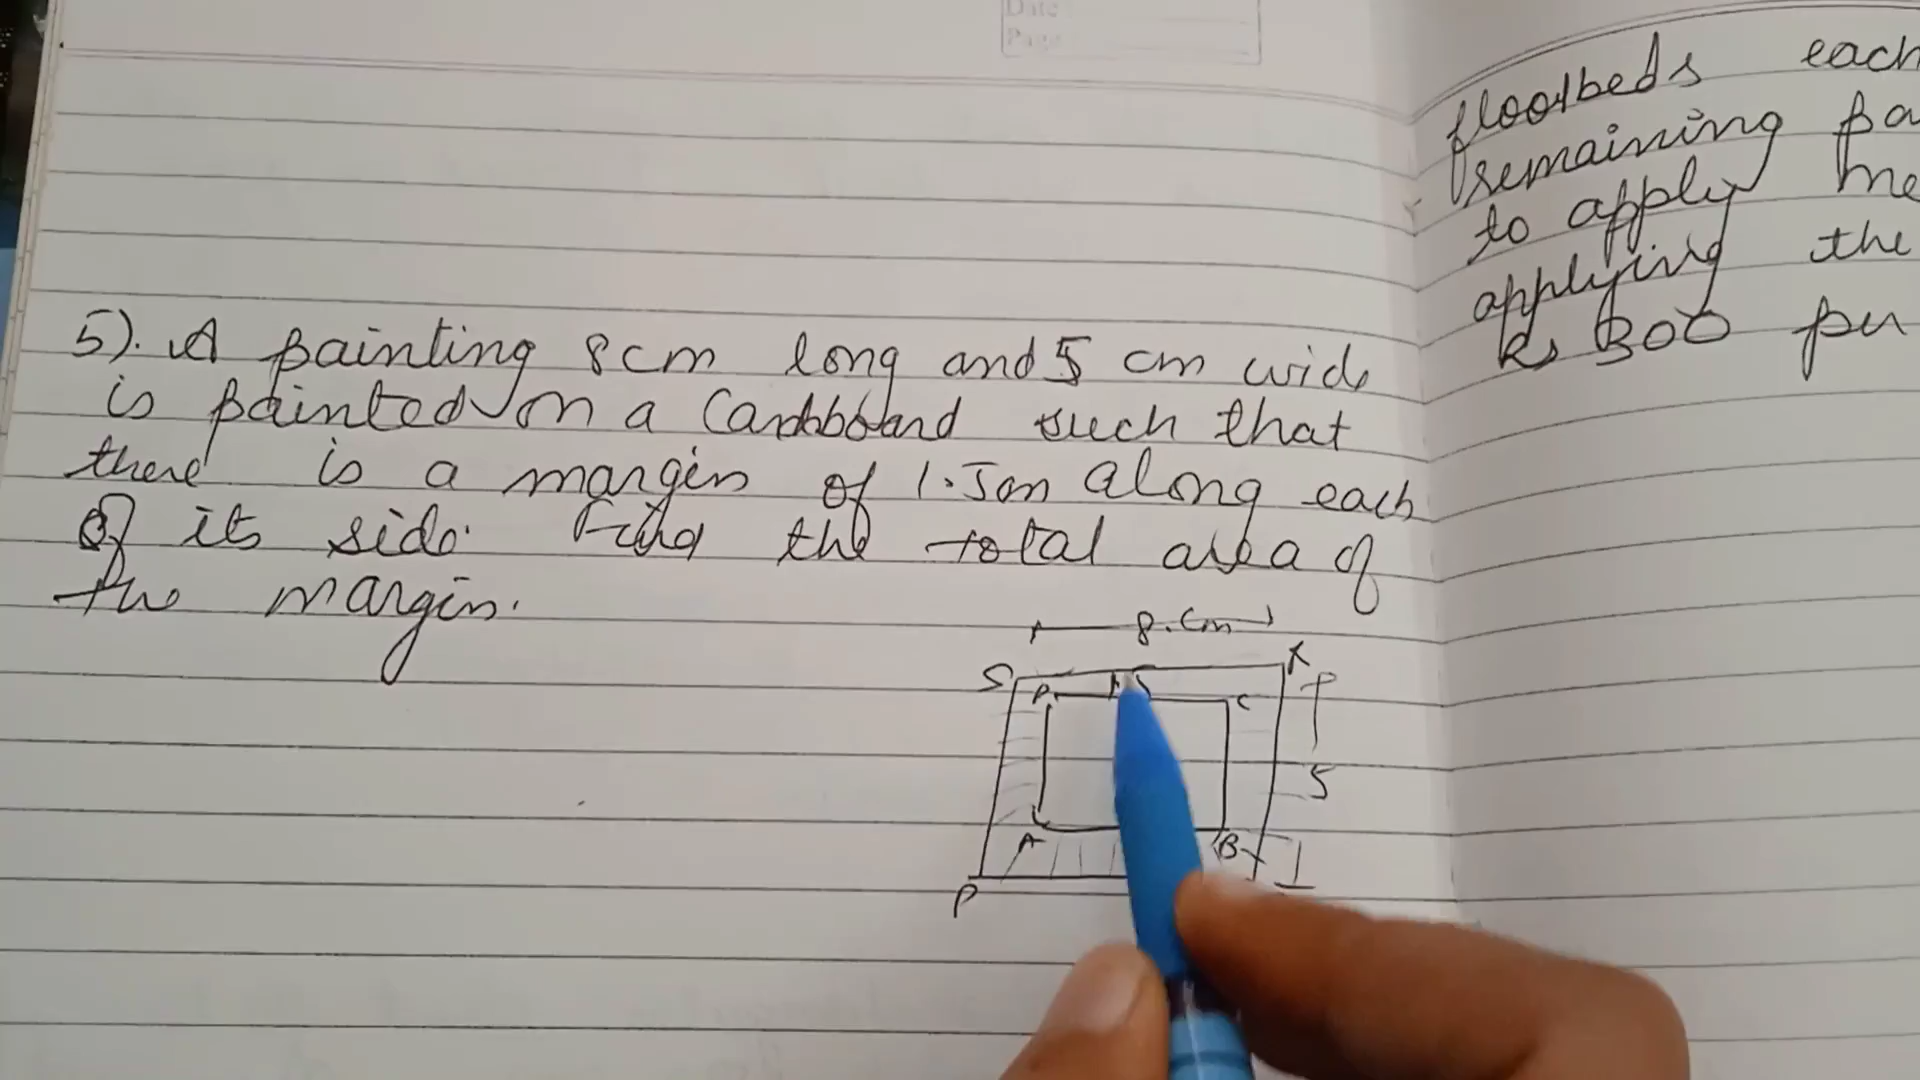 Date
Page
5). A painting 8cm long and 5 cm wide
is painted on a Cardboard such that
there is a margin of 1.5cm along each
of its side. Find the total area of
the margin.
8 cm
S
R
C
5
A
B
P
floorbeds each
remaining
to apply
applying the
Rs 300 per